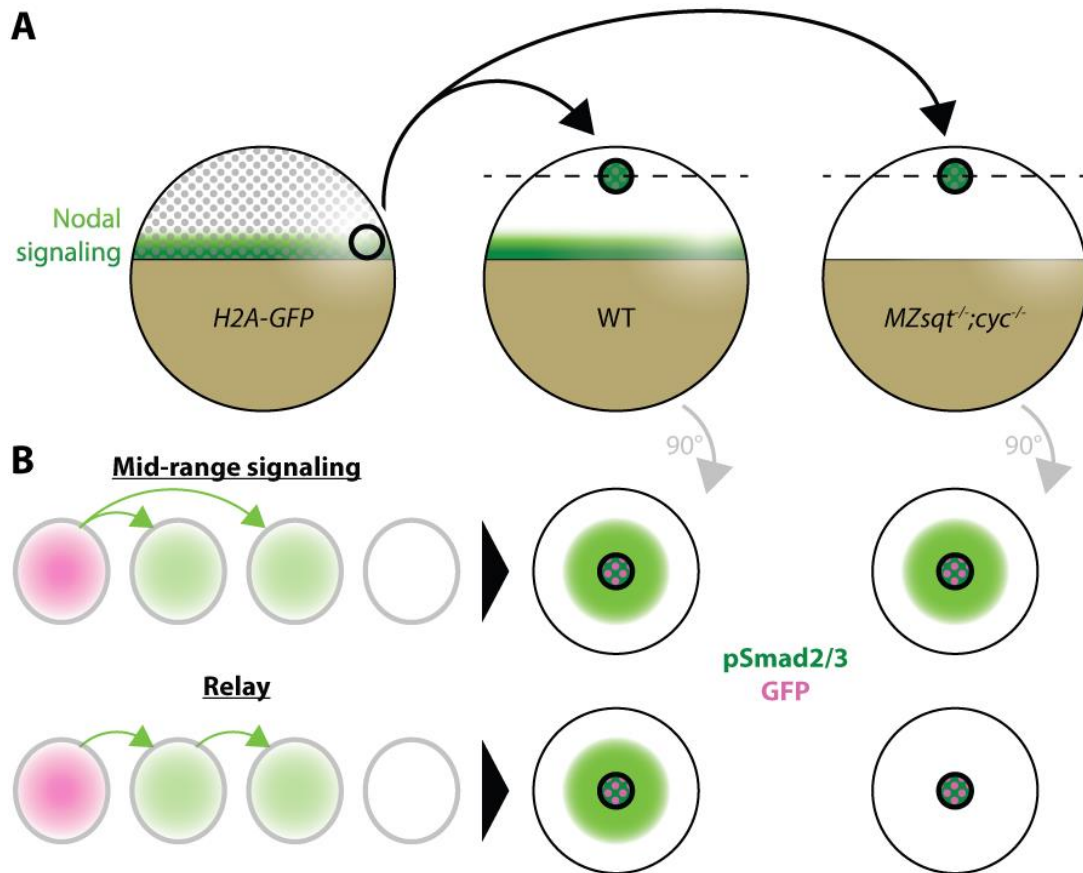 A
Nodal
signaling
H2A-GFP
WT
MZsqt-/-;cyc-/-
90°
90°
B
Mid-range signaling
pSmad2/3
GFP
Relay